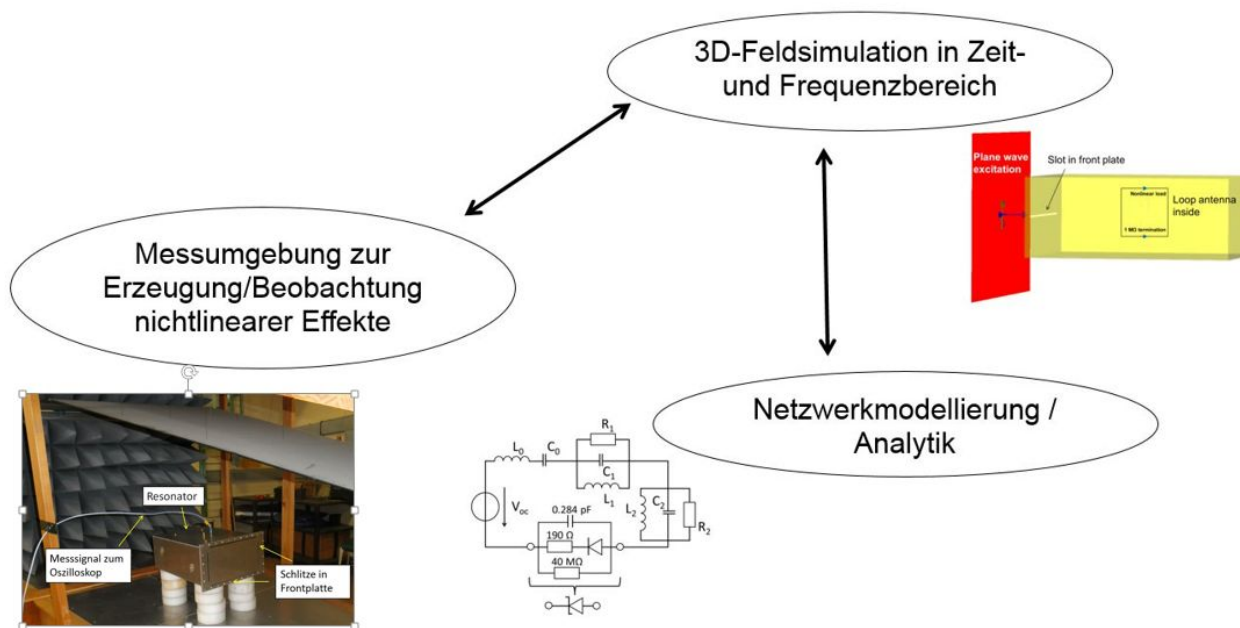 3D-Feldsimulation in Zeit-
und Frequenzbereich
Plane wave
excitation
Slot in front plate
Nonlinear load
Loop antenna
inside
1 MΩ termination
Messumgebung zur
Erzeugung/Beobachtung
nichtlinearer Effekte
Netzwerkmodellierung /
Analytik
Resonator
Messsignal zum
Oszilloskop
Schlitze in
Frontplatte
L₀
C₀
R₁
C₁
L₁
L₂
C₂
R₂
Vₒc
0.284 pF
190 Ω
40 MΩ